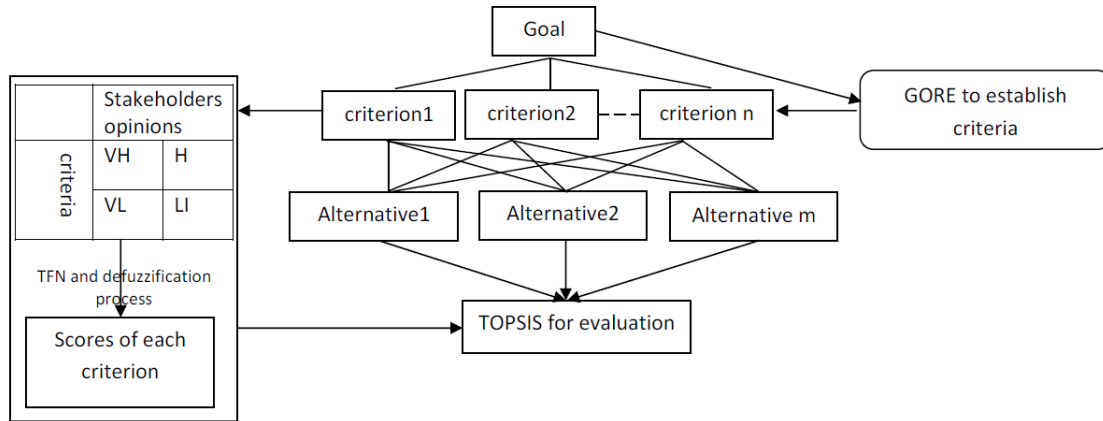 Goal
GORE to establish
criteria
criterion1
criterion2
criterion n
Stakeholders
opinions
criteria
VH
H
VL
LI
Alternative1
Alternative2
Alternative m
TFN and defuzzification
process
TOPSIS for evaluation
Scores of each
criterion